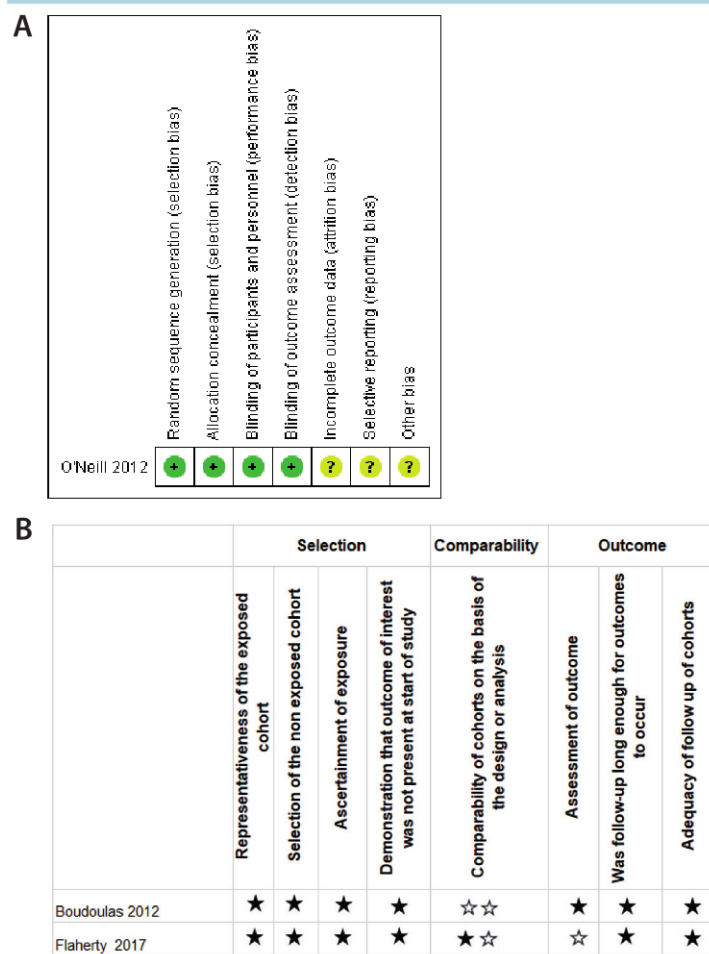 A
Random sequence generation (selection bias)
Allocation concealment (selection bias)
Blinding of participants and personnel (performance bias)
Blinding of outcome assessment (detection bias)
Incomplete outcome data (attrition bias)
Selective reporting (reporting bias)
Other bias
O'Neill 2012 + + + + ? ? ?
B
Selection Comparability Outcome
Representativeness of the exposed
cohort
Selection of the non exposed cohort
Ascertainment of exposure
Demonstration that outcome of interest
was not present at start of study
Comparability of cohorts on the basis of
the design or analysis
Assessment of outcome
Was follow-up long enough for outcomes
to occur
Adequacy of follow up of cohorts
Boudoulas 2012 ★ ★ ★ ★ ☆☆ ★ ★ ★
Flaherty 2017 ★ ★ ★ ★ ★☆ ☆ ★ ★